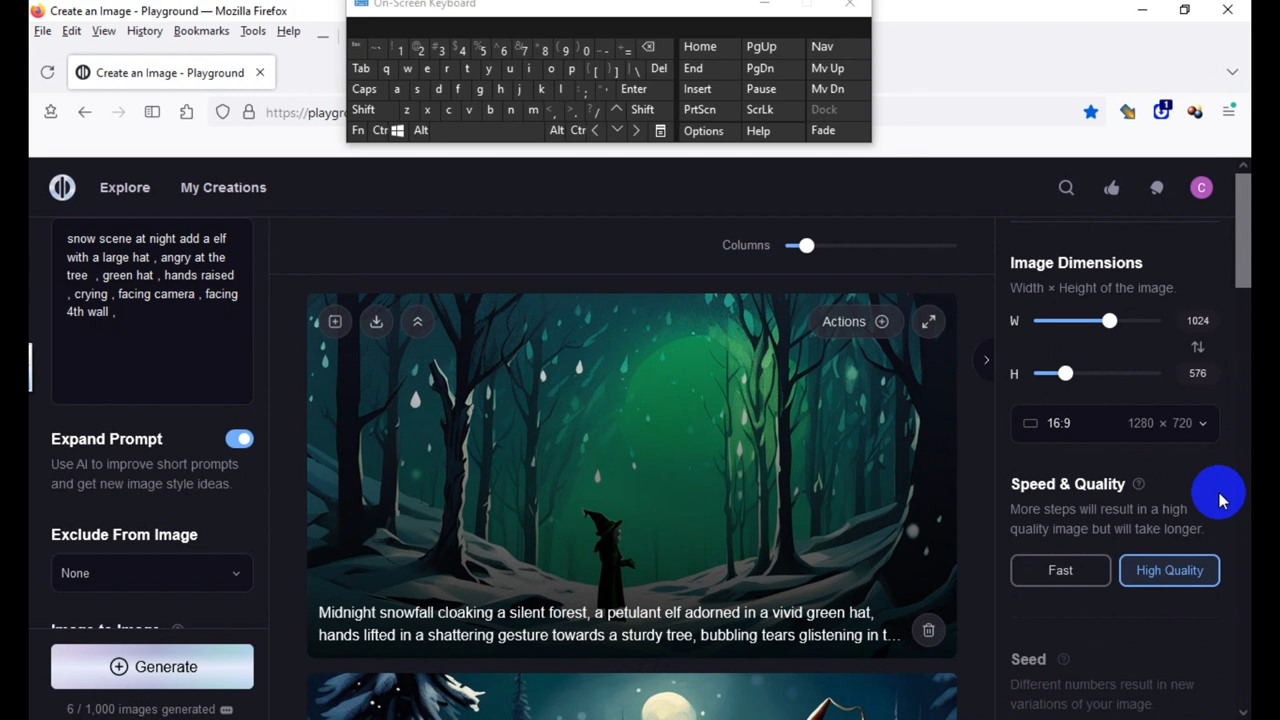 Create an Image - Playground — Mozilla Firefox
File Edit View History Bookmarks Tools Help
Create an Image - Playground
https://playgr
On-Screen Keyboard
Home PgUp Nav
Tab q w e r t y u i o p [ ] \ Del End PgDn Mv Up
Caps a s d f g h j k l ; ' Enter Insert Pause Mv Dn
Shift z x c v b n m , . / Shift PrtScn ScrLk Dock
Fn Ctr Alt Alt Ctr Options Help Fade
Explore My Creations
C
snow scene at night add a elf
with a large hat , angry at the
tree , green hat , hands raised
, crying , facing camera , facing
4th wall ,
Expand Prompt
Use AI to improve short prompts
and get new image style ideas.
Exclude From Image
None
Image to Image
Generate
6 / 1,000 images generated
Columns
Actions
Midnight snowfall cloaking a silent forest, a petulant elf adorned in a vivid green hat,
hands lifted in a shattering gesture towards a sturdy tree, bubbling tears glistening in t...
Image Dimensions
Width × Height of the image.
W 1024
H 576
16:9 1280 × 720
Speed & Quality
More steps will result in a high
quality image but will take longer.
Fast High Quality
Seed
Different numbers result in new
variations of your image.